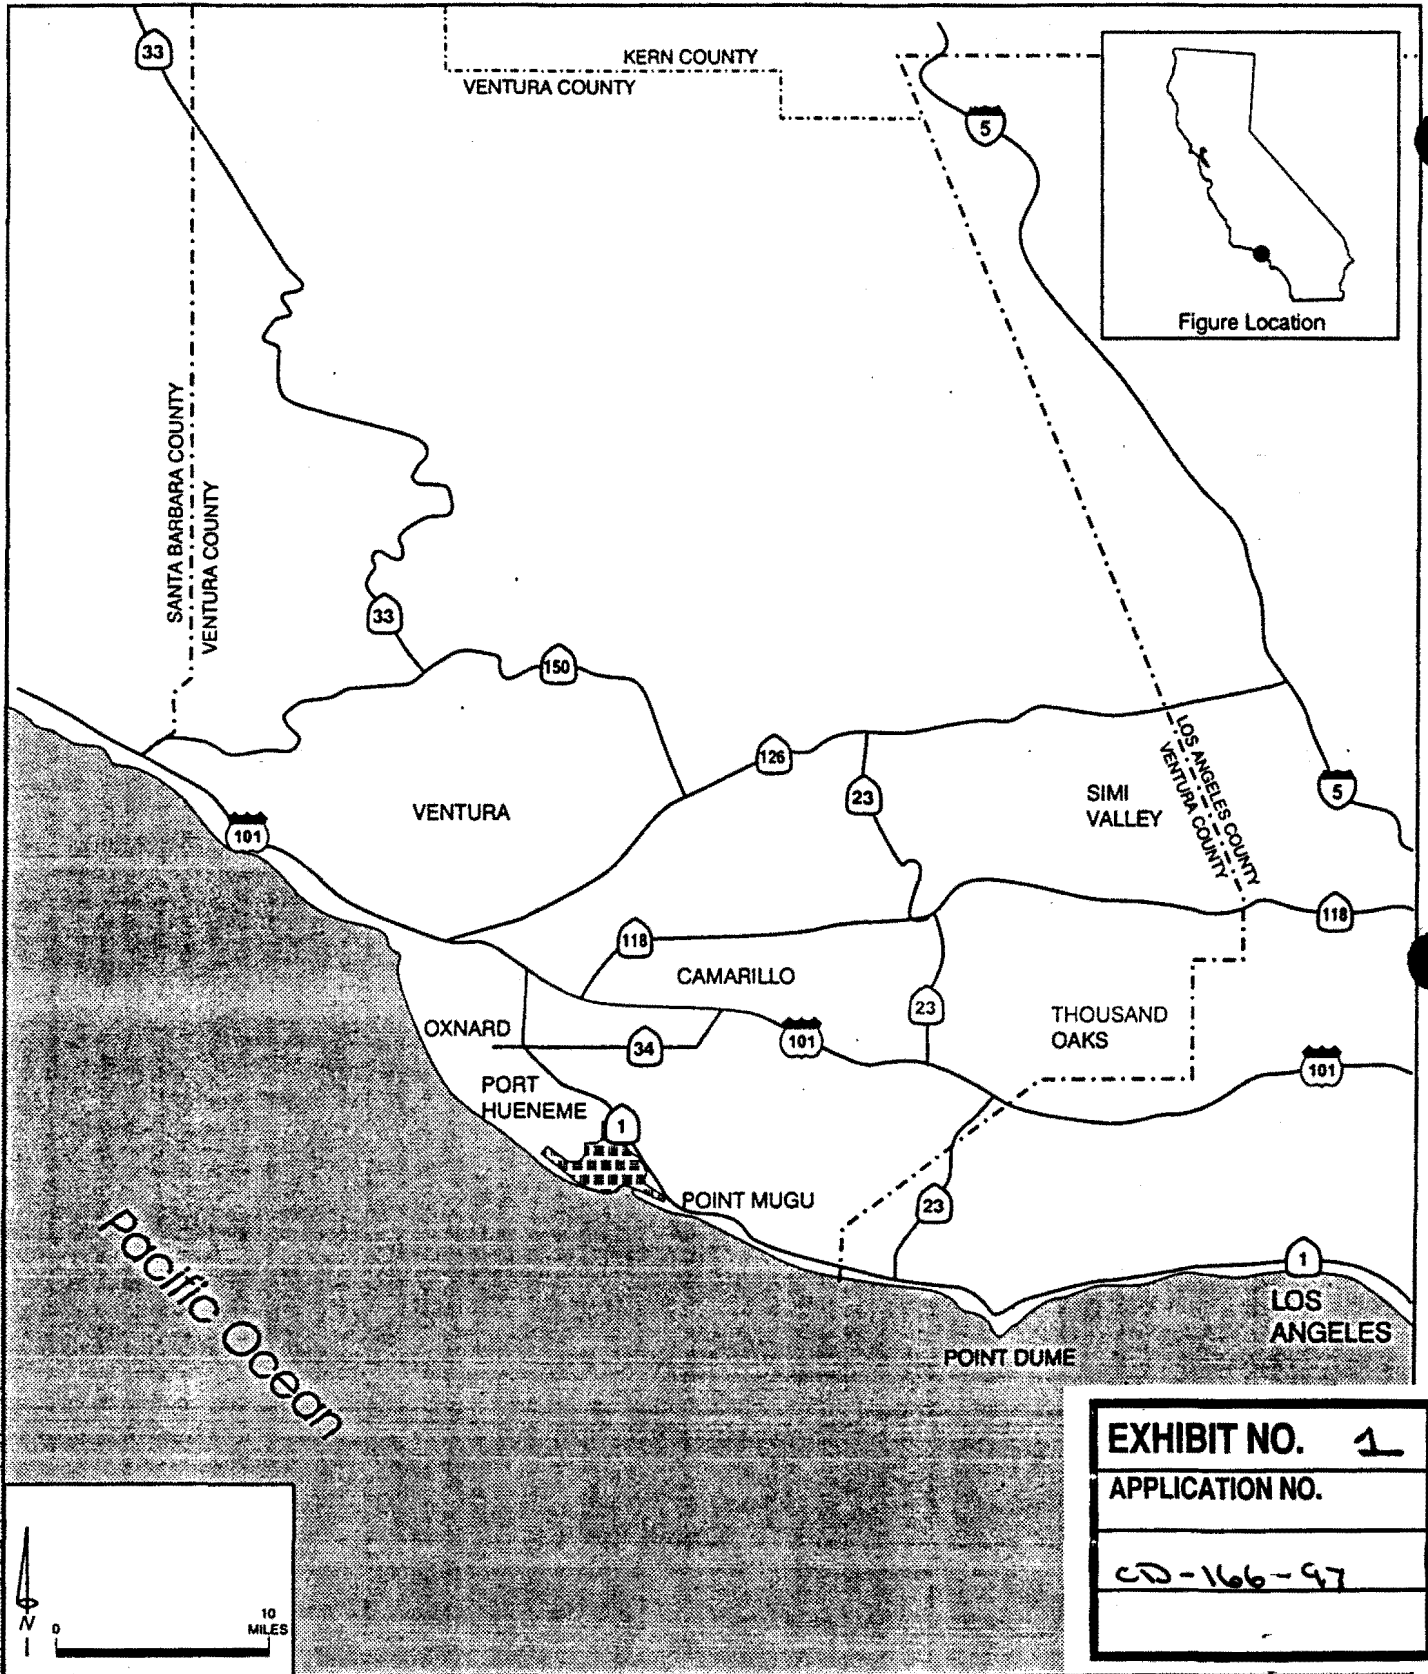 33
KERN COUNTY
VENTURA COUNTY
5
Figure Location
SANTA BARBARA COUNTY
VENTURA COUNTY
33
150
126
23
VENTURA
SIMI
VALLEY
LOS ANGELES COUNTY
VENTURA COUNTY
5
101
118
118
CAMARILLO
23
THOUSAND
OAKS
OXNARD
34
101
101
PORT
HUENEME
1
POINT MUGU
23
1
LOS
ANGELES
POINT DUME
Pacific Ocean
EXHIBIT NO. 1
APPLICATION NO.
CD-166-97
N
0
10
MILES